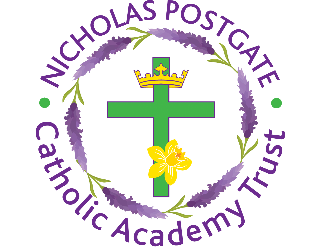 NICHOLAS POSTGATE
Catholic Academy Trust